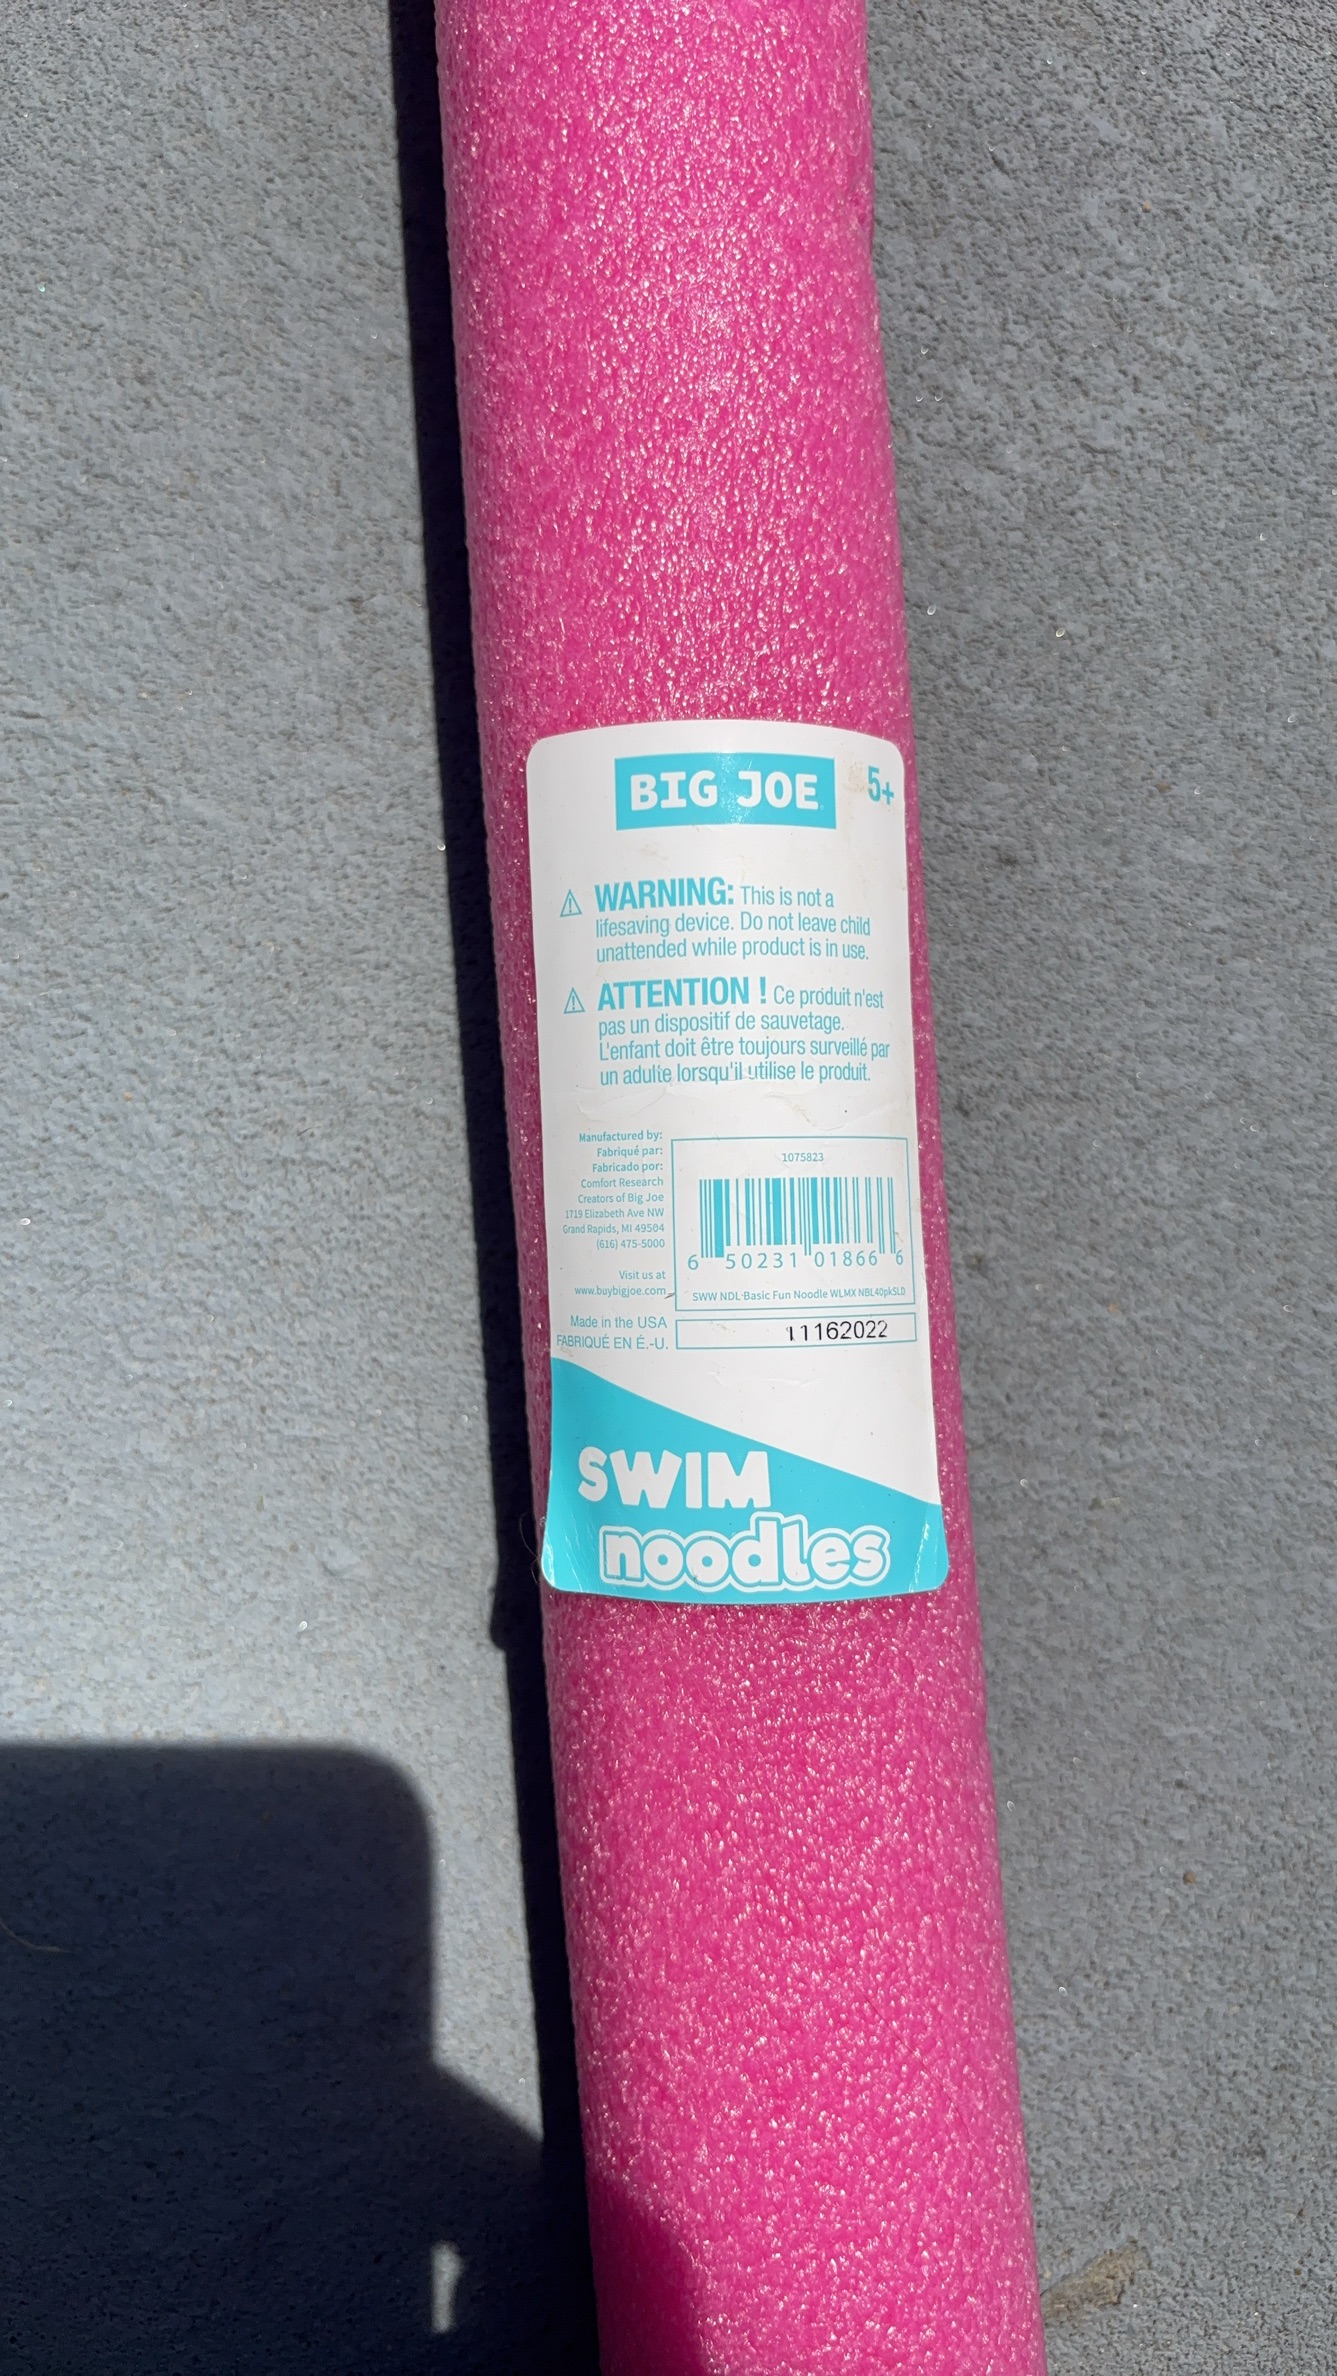 BIG JOE 5+
⚠ WARNING: This is not a
lifesaving device. Do not leave child
unattended while product is in use.
⚠ ATTENTION ! Ce produit n'est
pas un dispositif de sauvetage.
L'enfant doit être toujours surveillé par
un adulte lorsqu'il utilise le produit.
Manufactured by:
Fabriqué par:
Fabricado por:
Comfort Research
Creators of Big Joe
1719 Elizabeth Ave NW
Grand Rapids, MI 49504
(616) 475-5000
Visit us at
www.buybigjoe.com
1075823
6 50231 01866 6
SWW NDL-Basic Fun Noodle WLMX NBL40pkSLD
Made in the USA
FABRIQUÉ EN É.-U.
11162022
SWIM
noodles